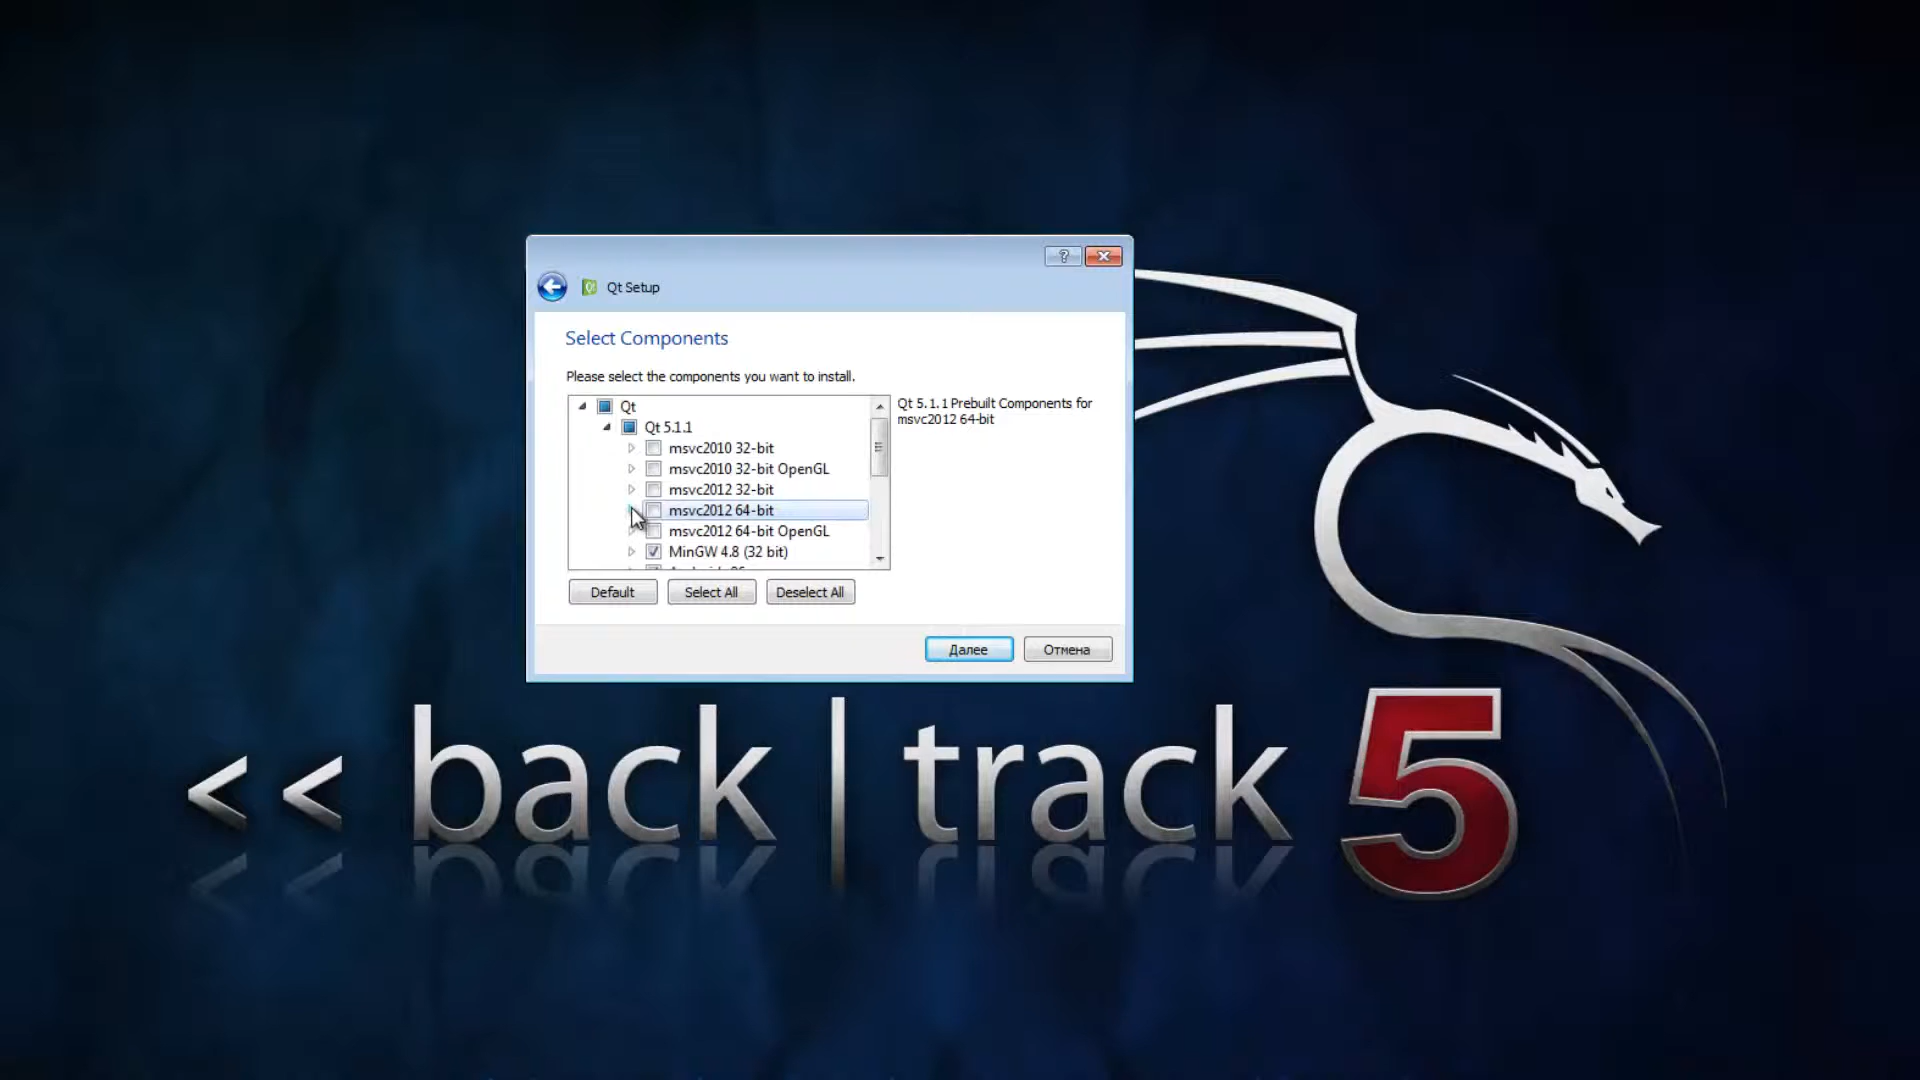 ?
Qt Setup
Select Components
Please select the components you want to install.
Qt
Qt 5.1.1
msvc2010 32-bit
msvc2010 32-bit OpenGL
msvc2012 32-bit
msvc2012 64-bit
msvc2012 64-bit OpenGL
MinGW 4.8 (32 bit)
Qt 5.1.1 Prebuilt Components for
msvc2012 64-bit
Default
Select All
Deselect All
Далее
Отмена
<< back | track 5